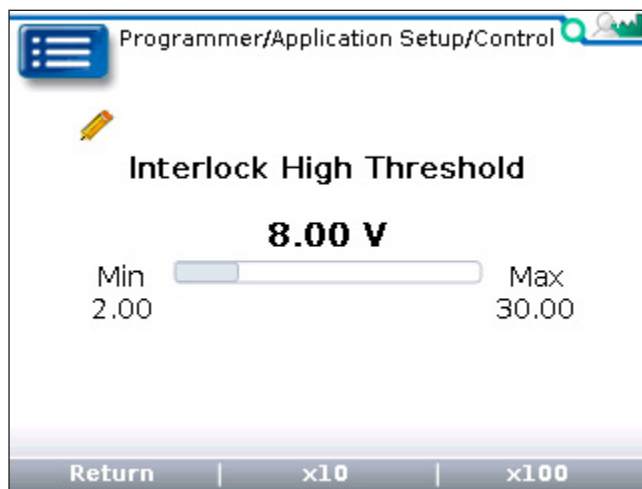 Programmer/Application Setup/Control
Interlock High Threshold
8.00 V
Min Max
2.00 30.00
Return | x10 | x100